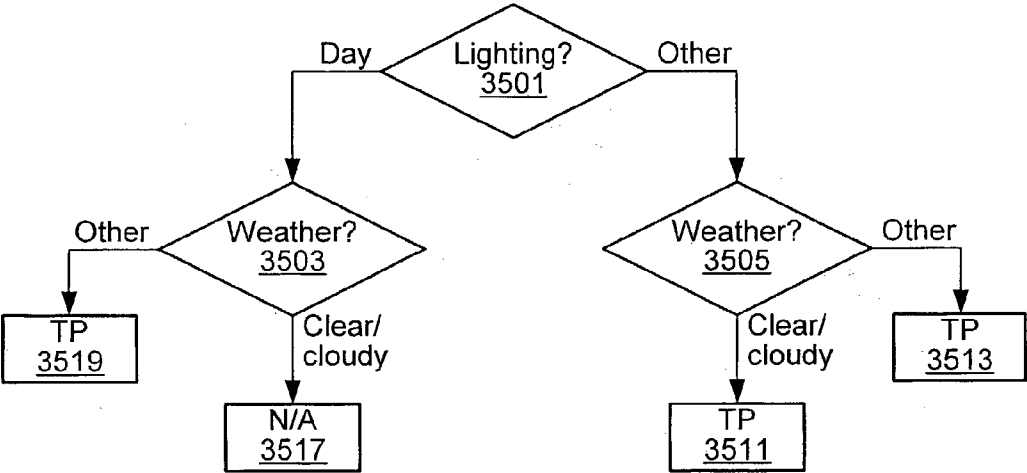 Day
Lighting?
3501
Other
Other
Weather?
3503
Clear/
cloudy
Weather?
3505
Other
Clear/
cloudy
TP
3519
N/A
3517
TP
3511
TP
3513